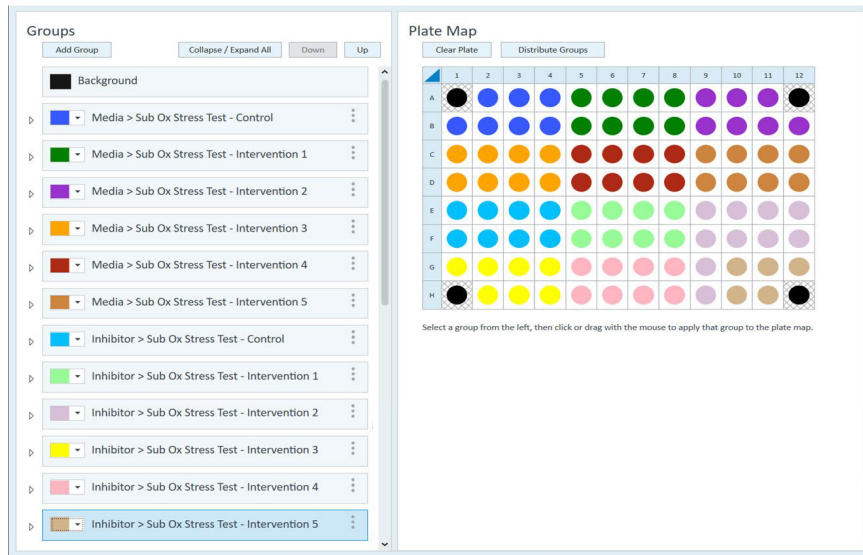 Groups
Add Group Collapse / Expand All Down Up
Background
Media > Sub Ox Stress Test - Control
Media > Sub Ox Stress Test - Intervention 1
Media > Sub Ox Stress Test - Intervention 2
Media > Sub Ox Stress Test - Intervention 3
Media > Sub Ox Stress Test - Intervention 4
Media > Sub Ox Stress Test - Intervention 5
Inhibitor > Sub Ox Stress Test - Control
Inhibitor > Sub Ox Stress Test - Intervention 1
Inhibitor > Sub Ox Stress Test - Intervention 2
Inhibitor > Sub Ox Stress Test - Intervention 3
Inhibitor > Sub Ox Stress Test - Intervention 4
Inhibitor > Sub Ox Stress Test - Intervention 5
Plate Map
Clear Plate Distribute Groups
1 2 3 4 5 6 7 8 9 10 11 12
A
B
C
D
E
F
G
H
Select a group from the left, then click or drag with the mouse to apply that group to the plate map.